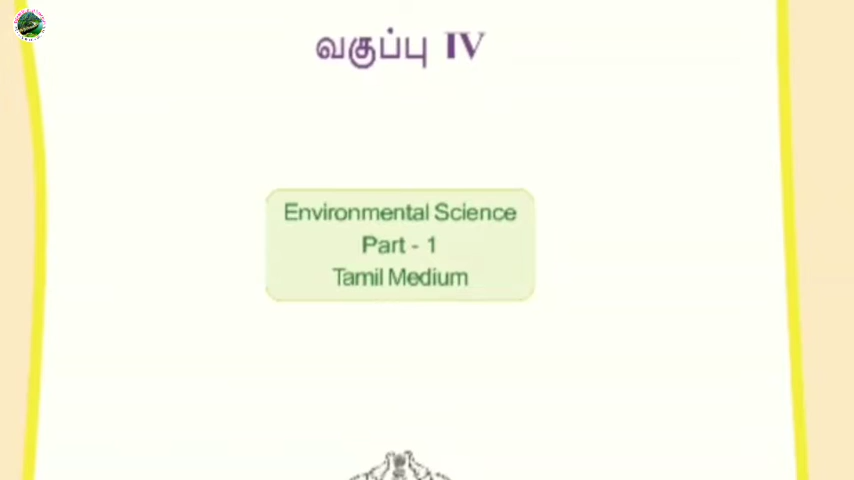 வகுப்பு IV
Environmental Science
Part - 1
Tamil Medium